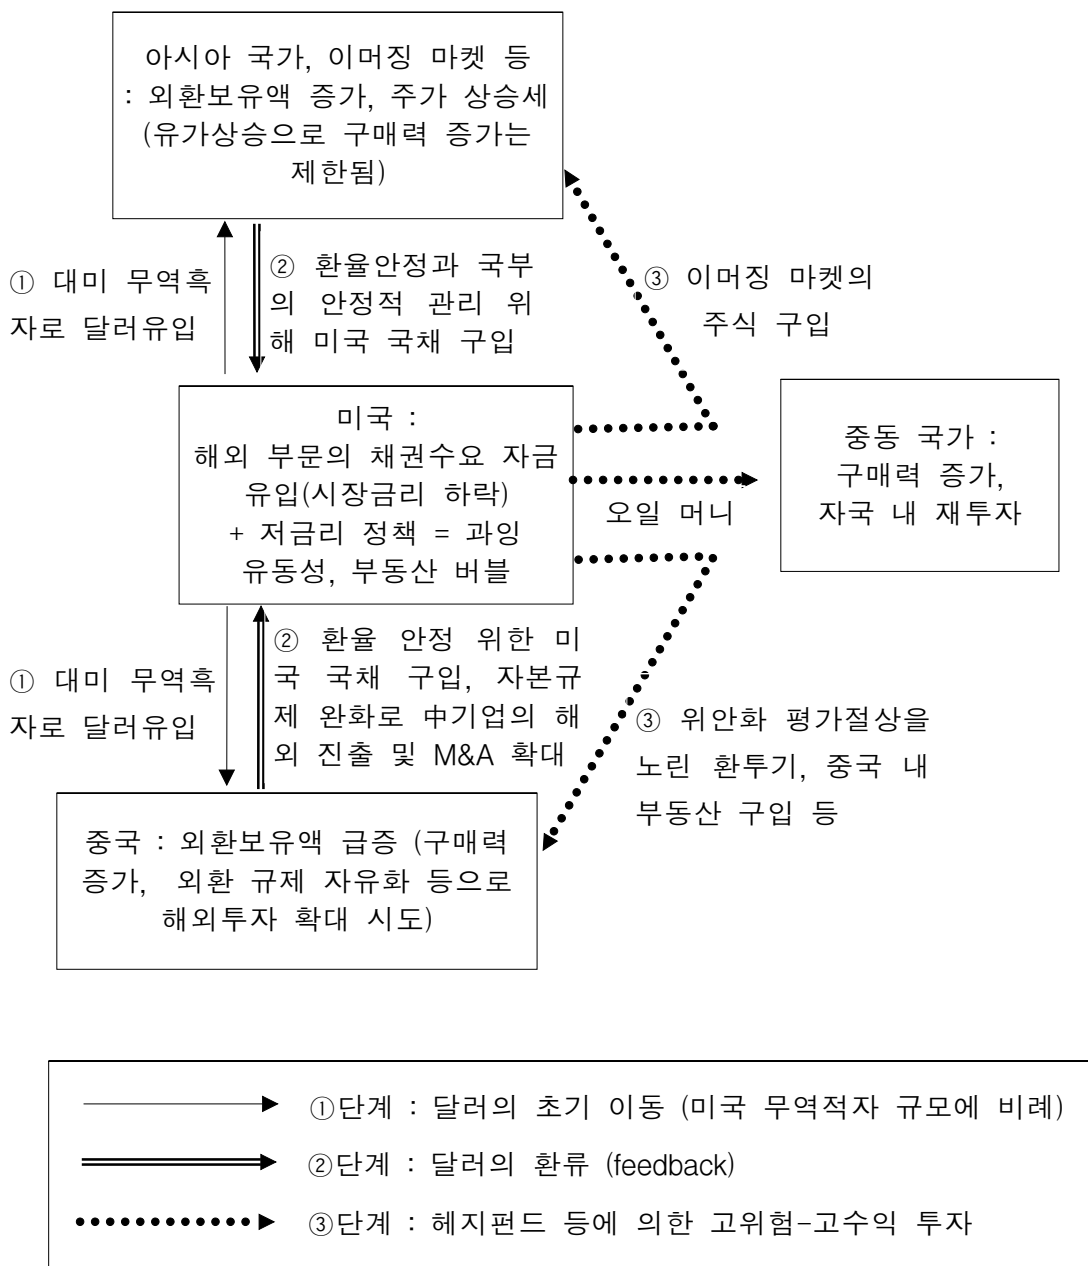 아시아 국가, 이머징 마켓 등
: 외환보유액 증가, 주가 상승세
(유가상승으로 구매력 증가는
제한됨)
① 대미 무역흑
자로 달러유입
② 환율안정과 국부
의 안정적 관리 위
해 미국 국채 구입
③ 이머징 마켓의
주식 구입
미국 :
해외 부문의 채권수요 자금
유입(시장금리 하락)
+ 저금리 정책 = 과잉
유동성, 부동산 버블
오일 머니
중동 국가 :
구매력 증가,
자국 내 재투자
① 대미 무역흑
자로 달러유입
② 환율 안정 위한 미
국 국채 구입, 자본규
제 완화로 中기업의 해
외 진출 및 M&A 확대
③ 위안화 평가절상을
노린 환투기, 중국 내
부동산 구입 등
중국 : 외환보유액 급증 (구매력
증가, 외환 규제 자유화 등으로
해외투자 확대 시도)
①단계 : 달러의 초기 이동 (미국 무역적자 규모에 비례)
②단계 : 달러의 환류 (feedback)
③단계 : 헤지펀드 등에 의한 고위험-고수익 투자